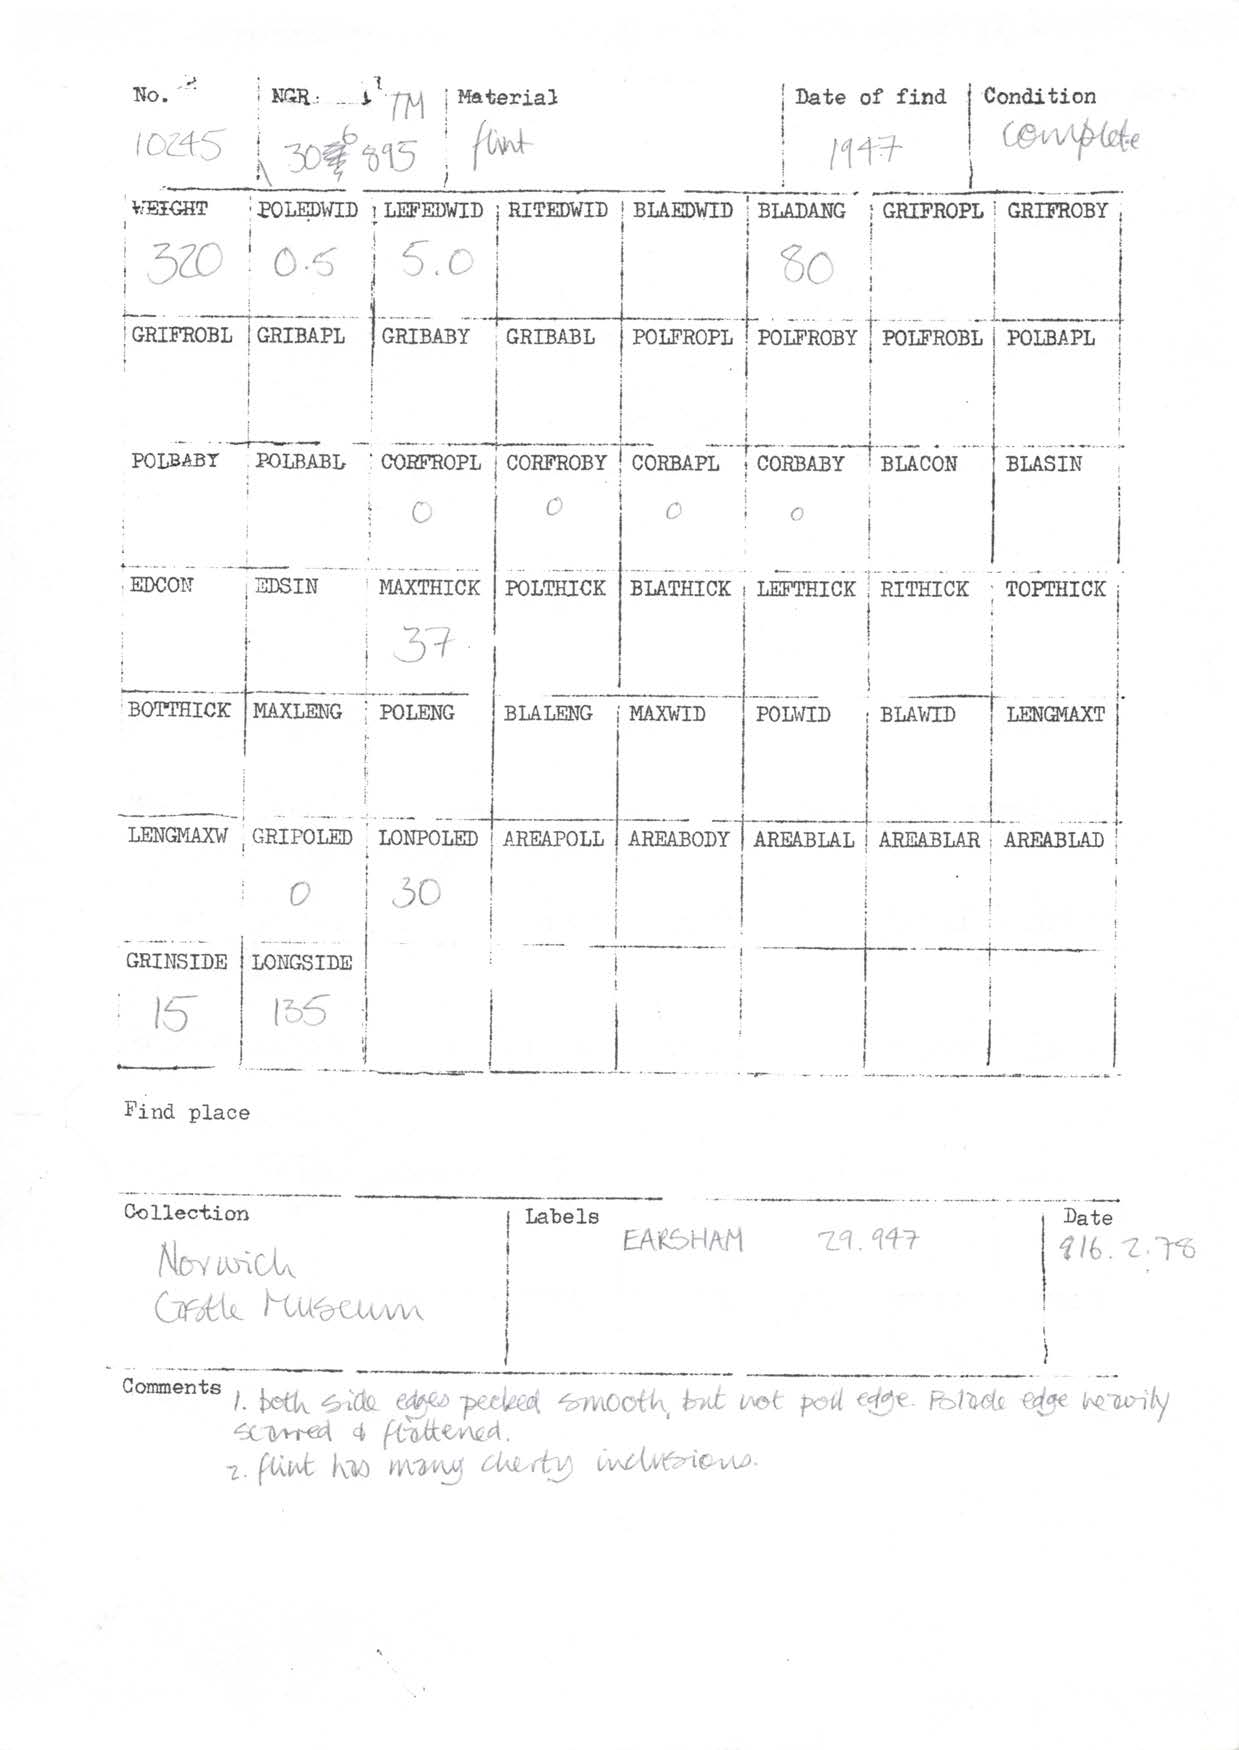 No. NGR: TM Material Date of find Condition
10245 306 895 flint 1947 complete
WEIGHT POLEDWID LEFEDWID RITEDWID BLAEDWID BLADANG GRIFROPL GRIFROBY
320 0.5 5.0 80
GRIFROBL GRIBAPL GRIBABY GRIBABL POLFROPL POLFROBY POLFROBL POLBAPL
POLBABY POLBABL CORFROPL CORFROBY CORBAPL CORBABY BLACON BLASIN
0 0 0 0
EDCON EDSIN MAXTHICK POLTHICK BLATHICK LEFTHICK RITHICK TOPTHICK
37
BOTTHICK MAXLENG POLENG BLALENG MAXWID POLWID BLAWID LENGMAXT
LENGMAXW GRIPOLED LONPOLED AREAPOLL AREABODY AREABLAL AREABLAR AREABLAD
0 30
GRINSIDE LONGSIDE
15 135
Find place
Collection Labels Date
EARSHAM 29.947 16.2.78
Norwich
Castle Museum
Comments 1. both side edges pecked smooth, but not poll edge. Blade edge heavily
scarred & flattened.
2. flint has many cherty inclusions.